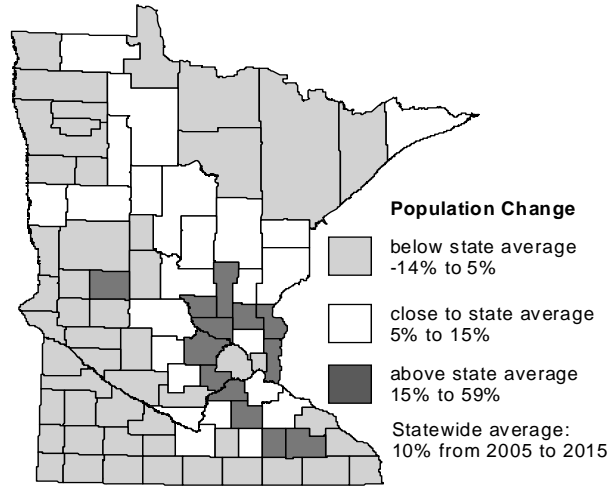 Population Change
below state average
-14% to 5%
close to state average
5% to 15%
above state average
15% to 59%
Statewide average:
10% from 2005 to 2015